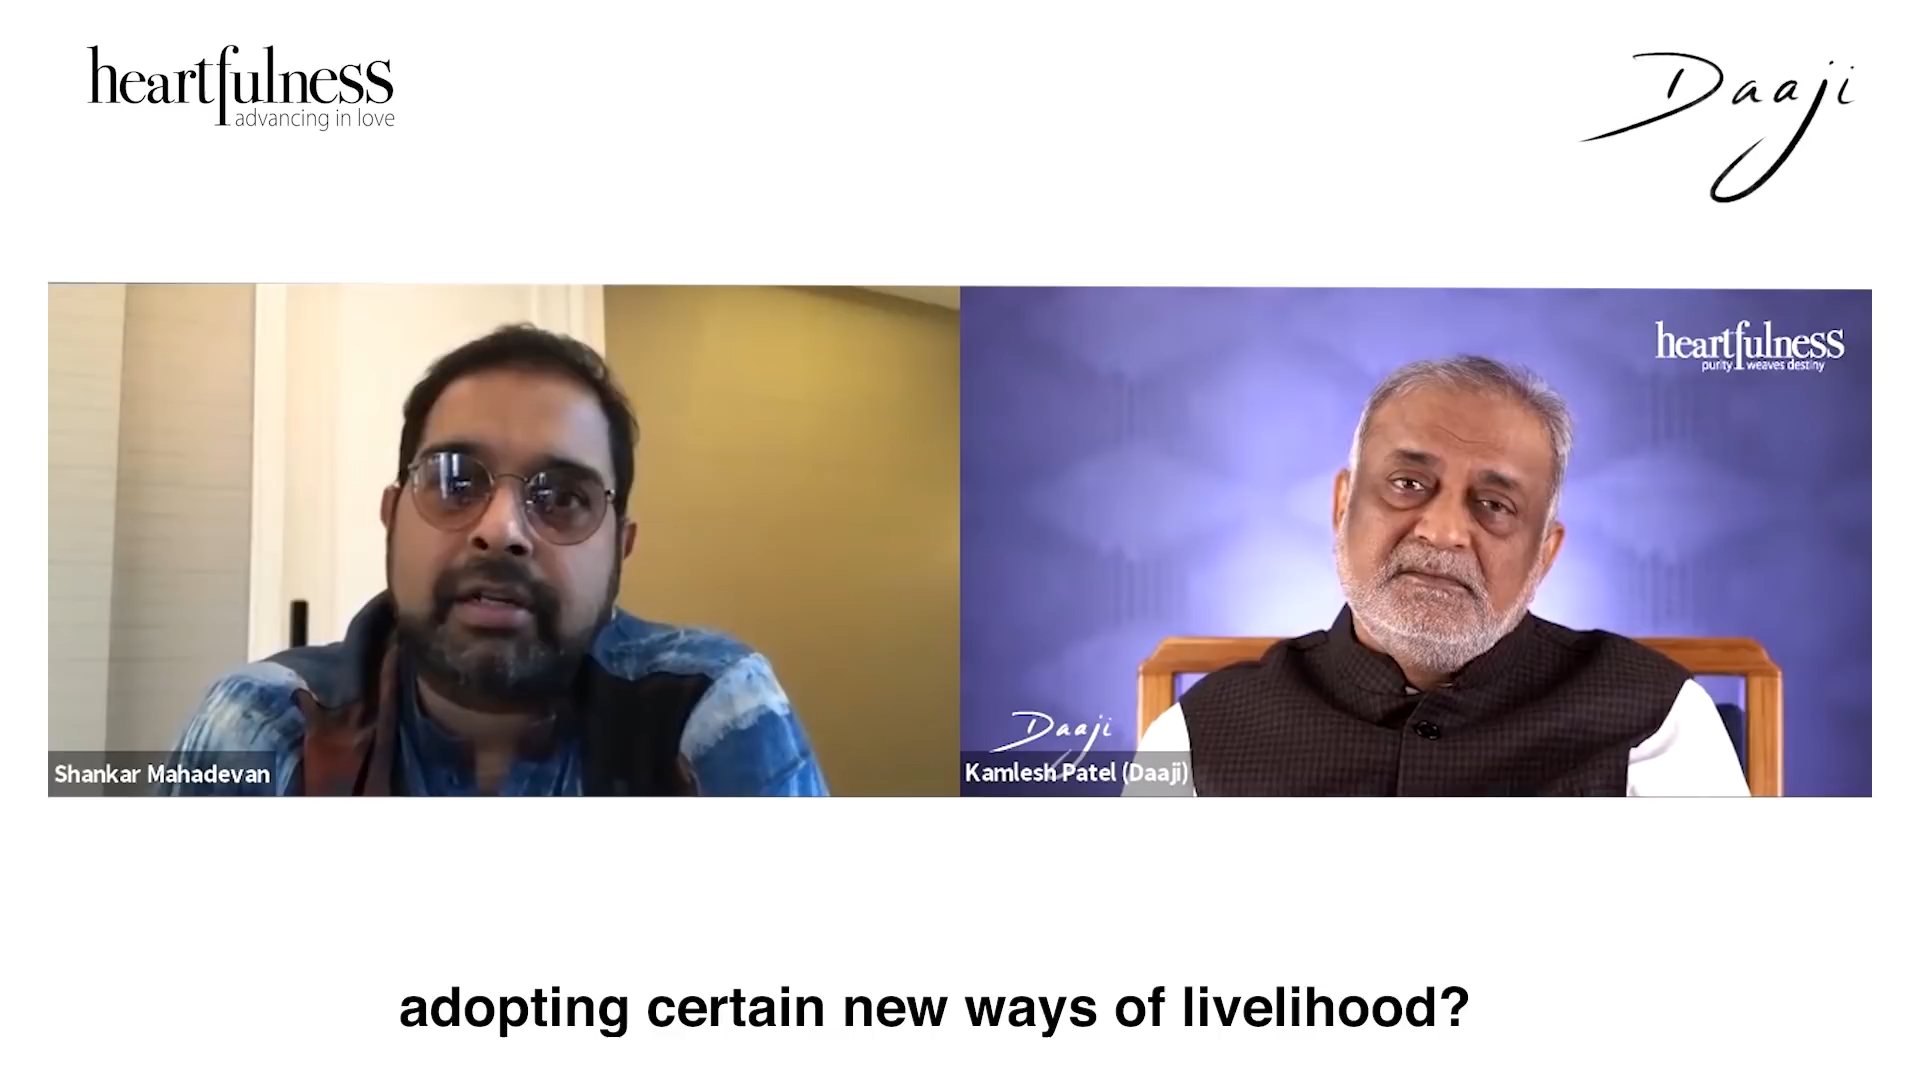 heartfulness
advancing in love
Daaji
heartfulness
purity weaves destiny
Daaji
Shankar Mahadevan
Kamlesh Patel (Daaji)
adopting certain new ways of livelihood?